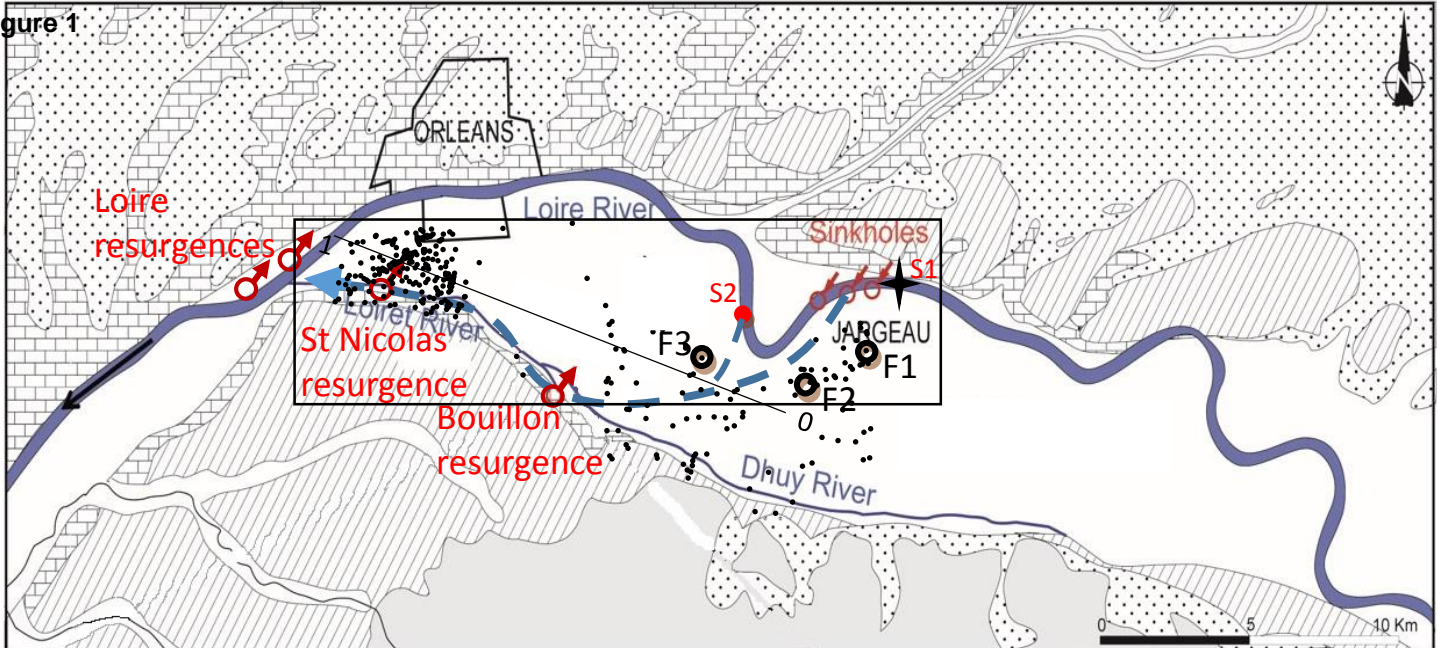 gure 1
N
ORLEANS
Loire
resurgences
1
Loire River
Sinkholes
S1
S2
JARGEAU
Loiret River
St Nicolas
resurgence
F3
F1
F2
0
Bouillon
resurgence
Dhuy River
0 5 10 Km